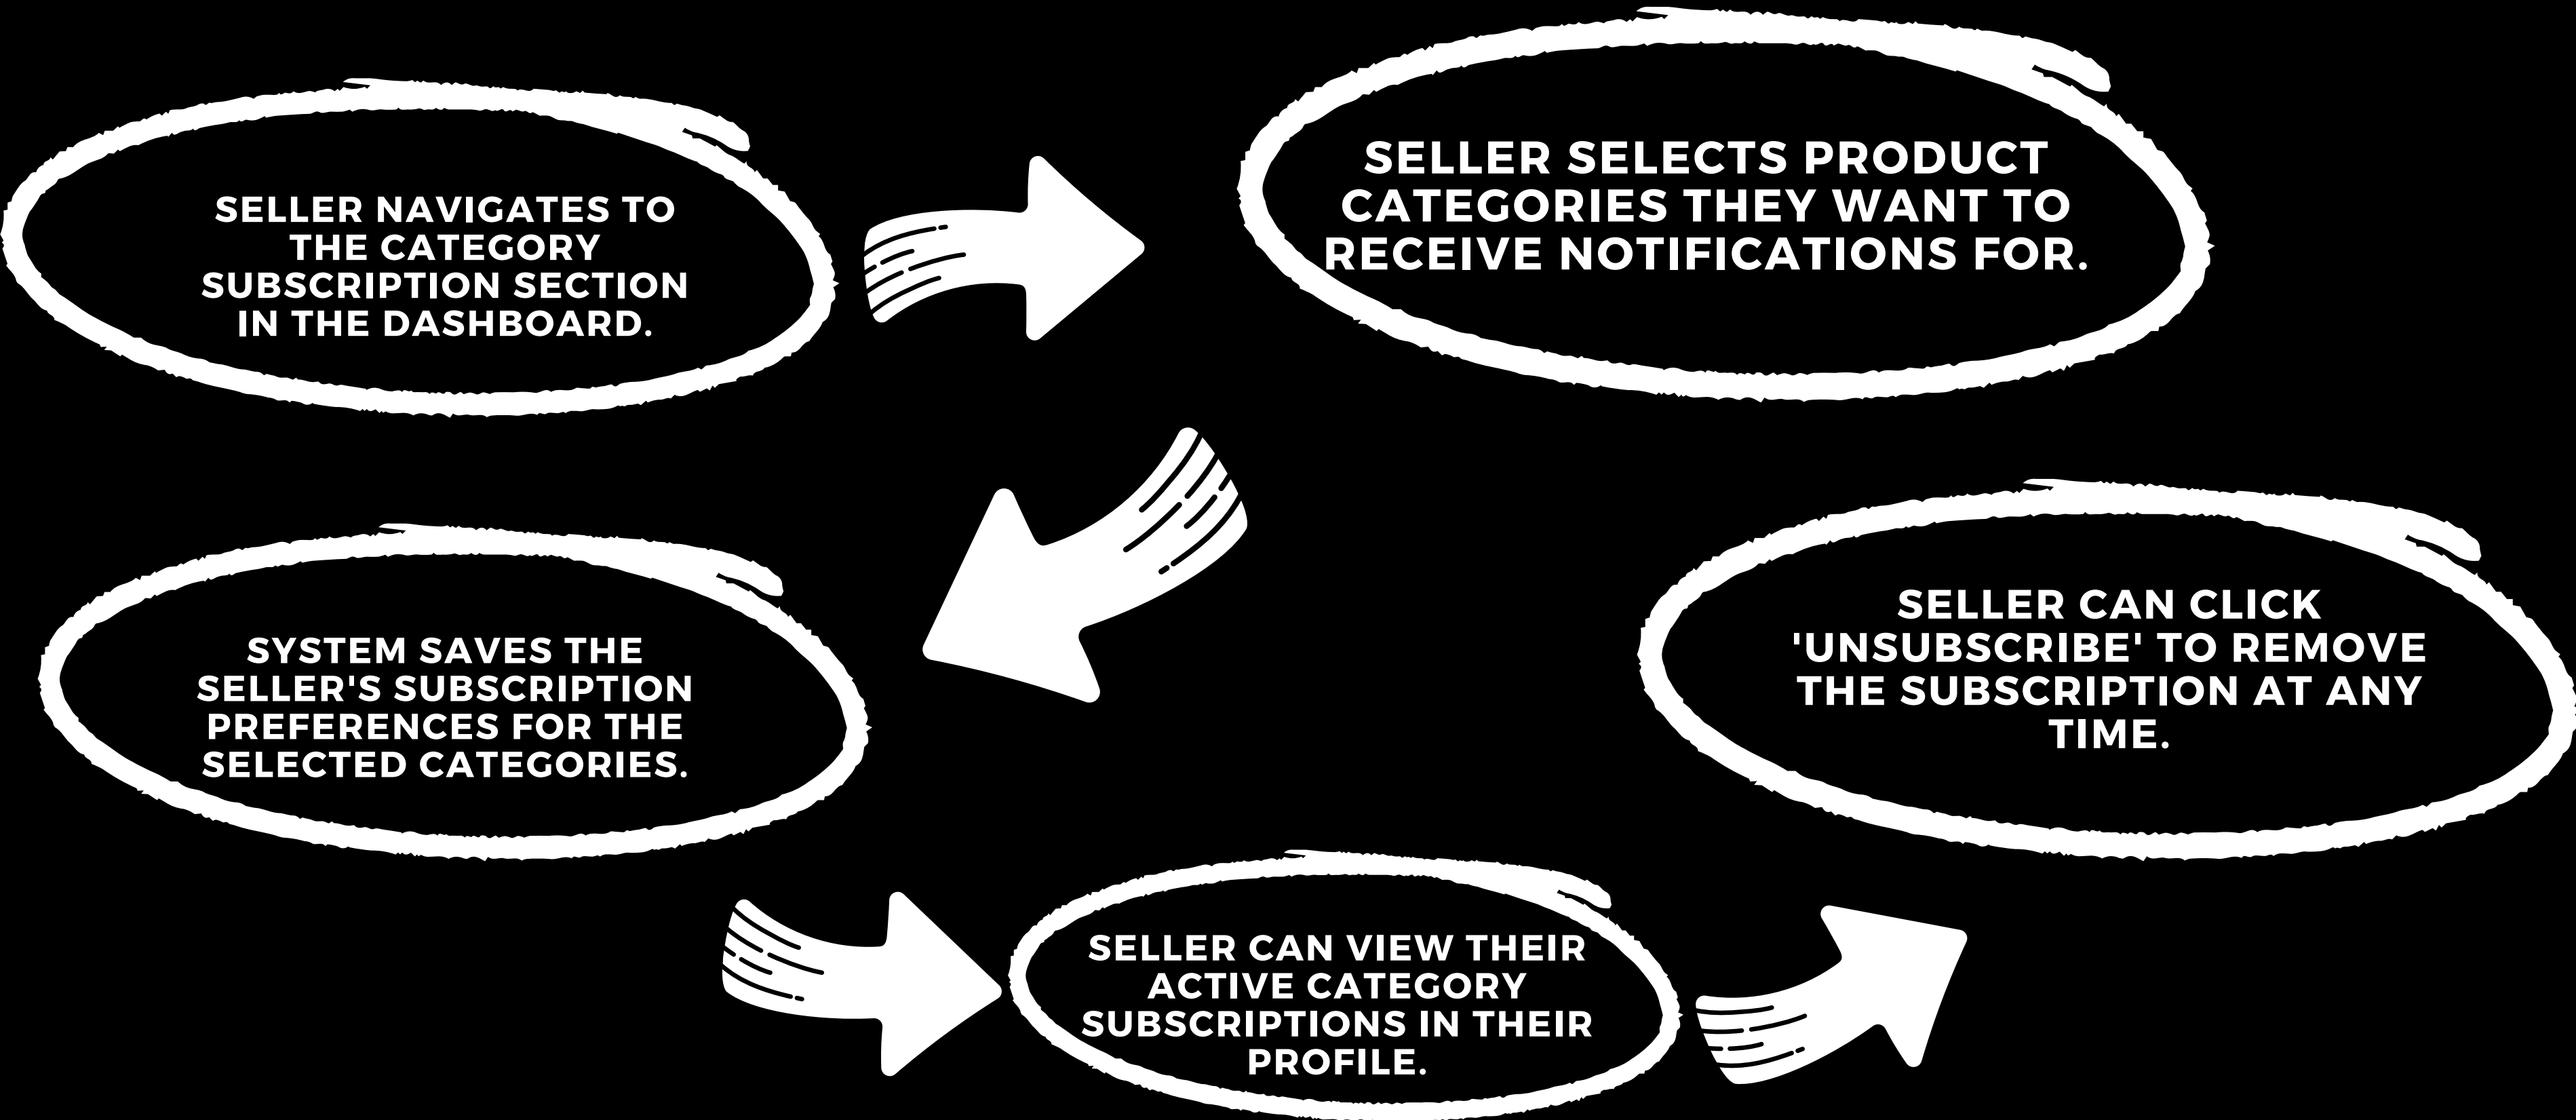 SELLER NAVIGATES TO
THE CATEGORY
SUBSCRIPTION SECTION
IN THE DASHBOARD.
SELLER SELECTS PRODUCT
CATEGORIES THEY WANT TO
RECEIVE NOTIFICATIONS FOR.
SYSTEM SAVES THE
SELLER'S SUBSCRIPTION
PREFERENCES FOR THE
SELECTED CATEGORIES.
SELLER CAN VIEW THEIR
ACTIVE CATEGORY
SUBSCRIPTIONS IN THEIR
PROFILE.
SELLER CAN CLICK
'UNSUBSCRIBE' TO REMOVE
THE SUBSCRIPTION AT ANY
TIME.